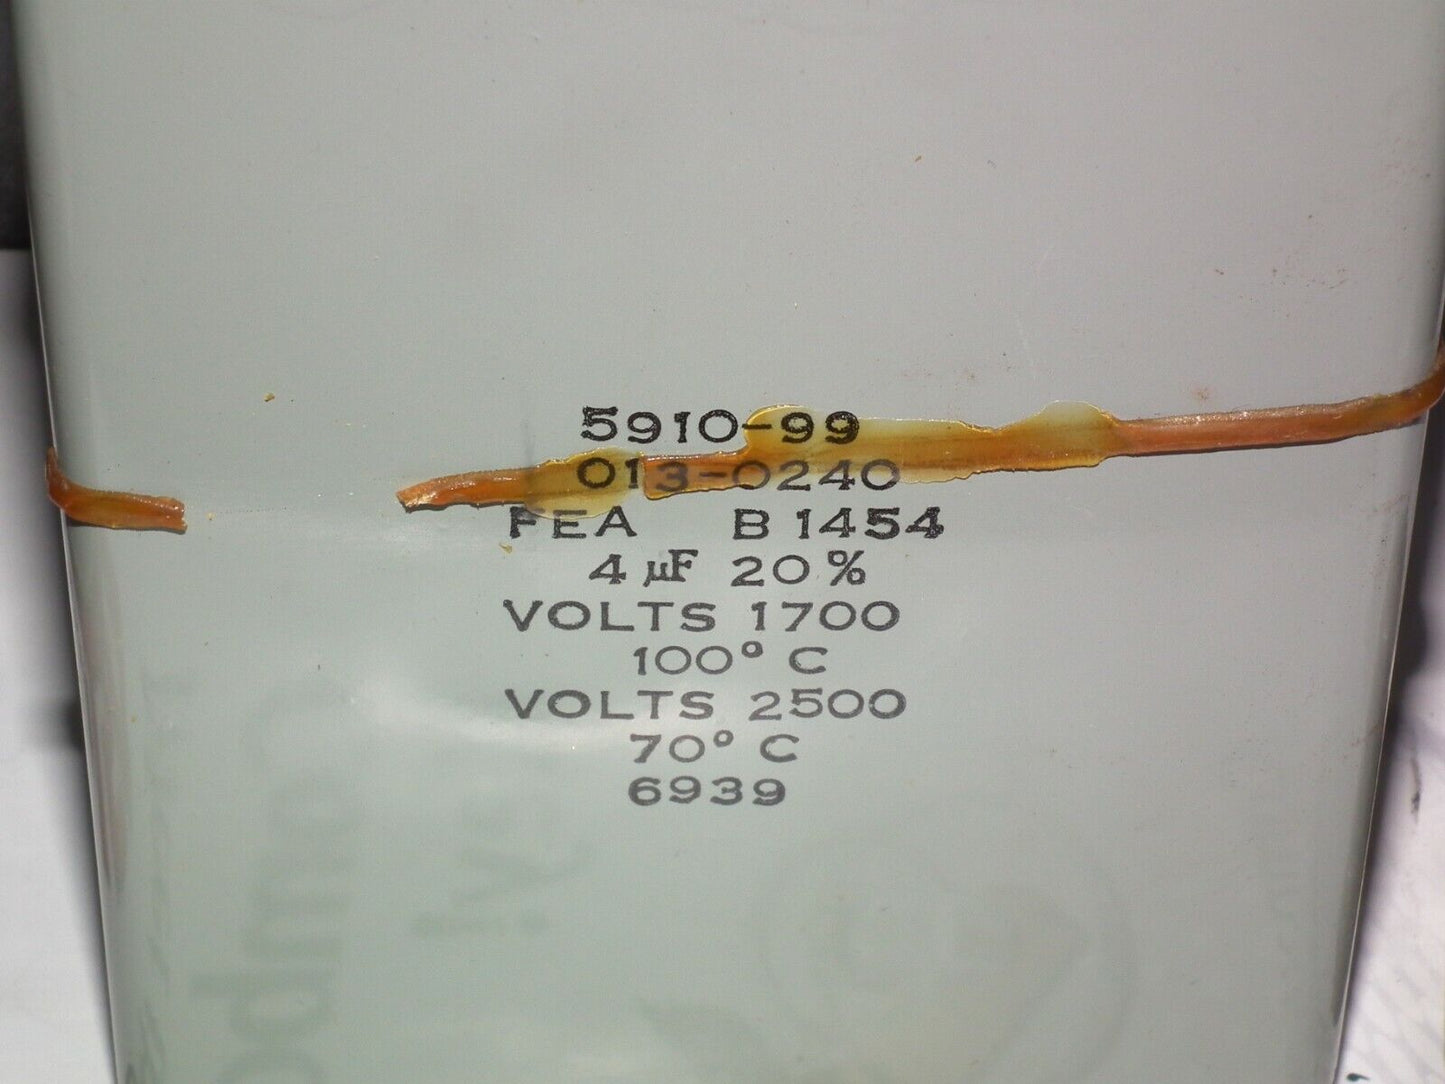 5910-99
013-0240
FEA B 1454
4 µF 20%
VOLTS 1700
100° C
VOLTS 2500
70° C
6939